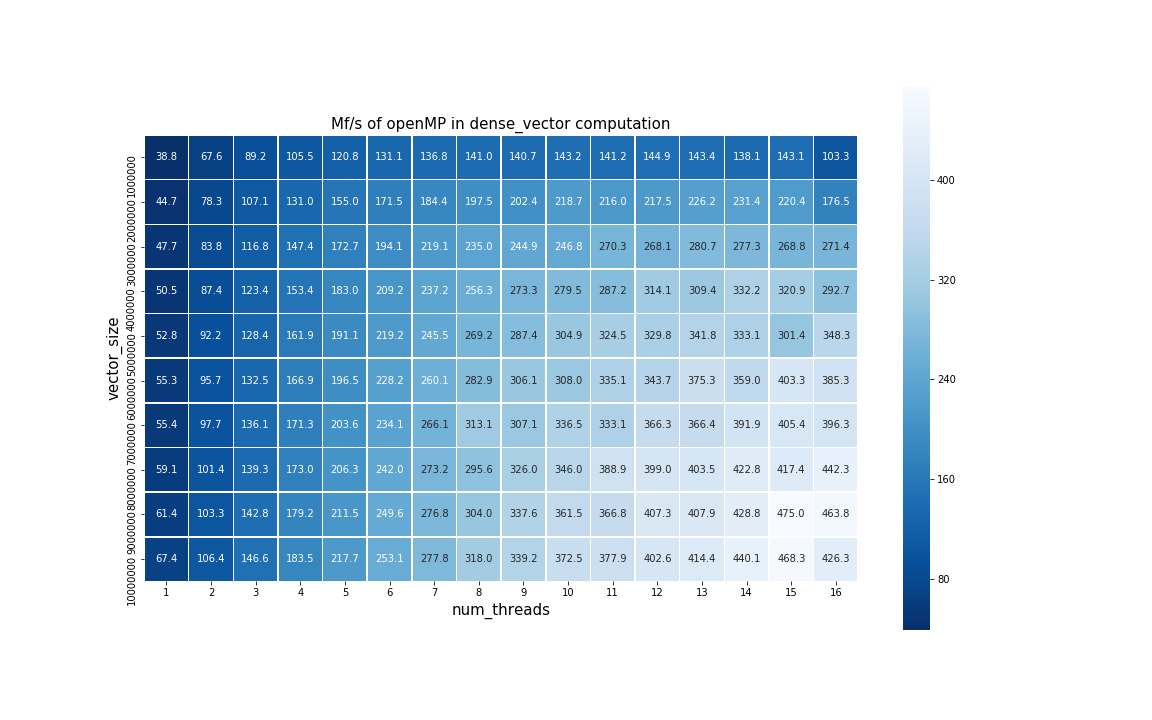 Mf/s of openMP in dense_vector computation
vector_size
1000000 38.8 67.6 89.2 105.5 120.8 131.1 136.8 141.0 140.7 143.2 141.2 144.9 143.4 138.1 143.1 103.3
2000000 44.7 78.3 107.1 131.0 155.0 171.5 184.4 197.5 202.4 218.7 216.0 217.5 226.2 231.4 220.4 176.5
3000000 47.7 83.8 116.8 147.4 172.7 194.1 219.1 235.0 244.9 246.8 270.3 268.1 280.7 277.3 268.8 271.4
4000000 50.5 87.4 123.4 153.4 183.0 209.2 237.2 256.3 273.3 279.5 287.2 314.1 309.4 332.2 320.9 292.7
5000000 52.8 92.2 128.4 161.9 191.1 219.2 245.5 269.2 287.4 304.9 324.5 329.8 341.8 333.1 301.4 348.3
6000000 55.3 95.7 132.5 166.9 196.5 228.2 260.1 282.9 306.1 308.0 335.1 343.7 375.3 359.0 403.3 385.3
7000000 55.4 97.7 136.1 171.3 203.6 234.1 266.1 313.1 307.1 336.5 333.1 366.3 366.4 391.9 405.4 396.3
8000000 59.1 101.4 139.3 173.0 206.3 242.0 273.2 295.6 326.0 346.0 388.9 399.0 403.5 422.8 417.4 442.3
9000000 61.4 103.3 142.8 179.2 211.5 249.6 276.8 304.0 337.6 361.5 366.8 407.3 407.9 428.8 475.0 463.8
10000000 67.4 106.4 146.6 183.5 217.7 253.1 277.8 318.0 339.2 372.5 377.9 402.6 414.4 440.1 468.3 426.3
1 2 3 4 5 6 7 8 9 10 11 12 13 14 15 16
num_threads
400
320
240
160
80